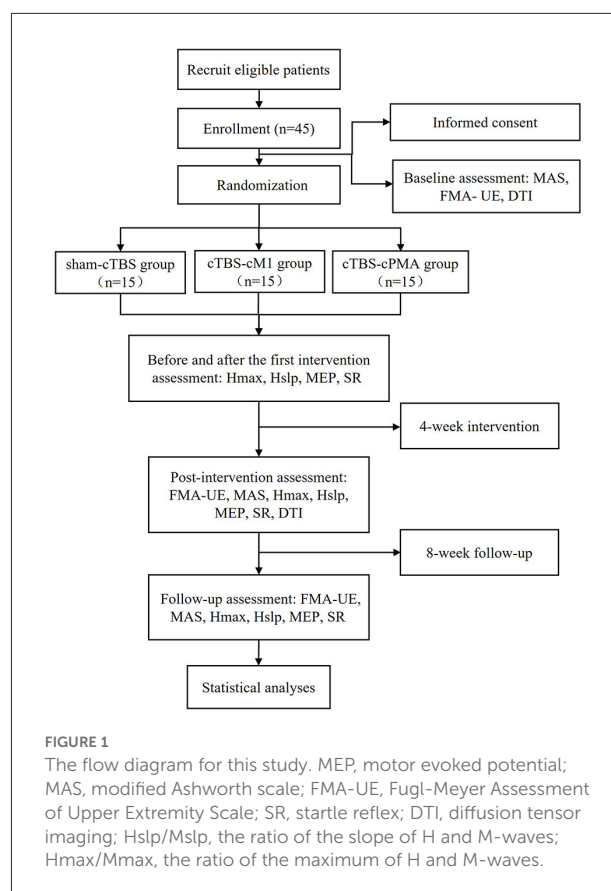 Recruit eligible patients
Enrollment (n=45)
Informed consent
Baseline assessment: MAS,
FMA- UE, DTI
Randomization
sham-cTBS group
（n=15）
cTBS-cM1 group
（n=15）
cTBS-cPMA group
（n=15）
Before and after the first intervention
assessment: Hmax, Hslp, MEP, SR
4-week intervention
Post-intervention assessment:
FMA-UE, MAS, Hmax, Hslp,
MEP, SR, DTI
8-week follow-up
Follow-up assessment: FMA-UE,
MAS, Hmax, Hslp, MEP, SR
Statistical analyses
FIGURE 1
The flow diagram for this study. MEP, motor evoked potential;
MAS, modified Ashworth scale; FMA-UE, Fugl-Meyer Assessment
of Upper Extremity Scale; SR, startle reflex; DTI, diffusion tensor
imaging; Hslp/Mslp, the ratio of the slope of H and M-waves;
Hmax/Mmax, the ratio of the maximum of H and M-waves.